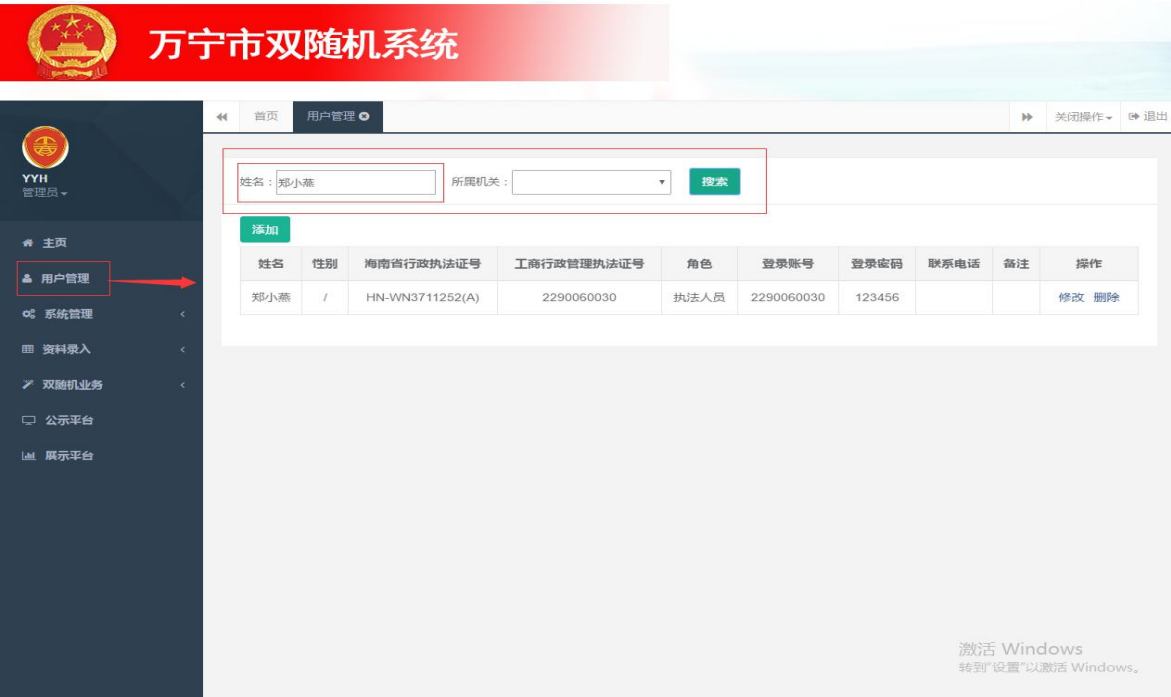 万宁市双随机系统
首页 用户管理 关闭操作 退出
YYH
管理员
姓名：郑小燕 所属机关： 搜索
添加
主页
用户管理
系统管理
资料录入
双随机业务
公示平台
展示平台
姓名 性别 海南省行政执法证号 工商行政管理执法证号 角色 登录账号 登录密码 联系电话 备注 操作
郑小燕 / HN-WN3711252(A) 2290060030 执法人员 2290060030 123456 修改 删除
激活 Windows
转到"设置"以激活 Windows。